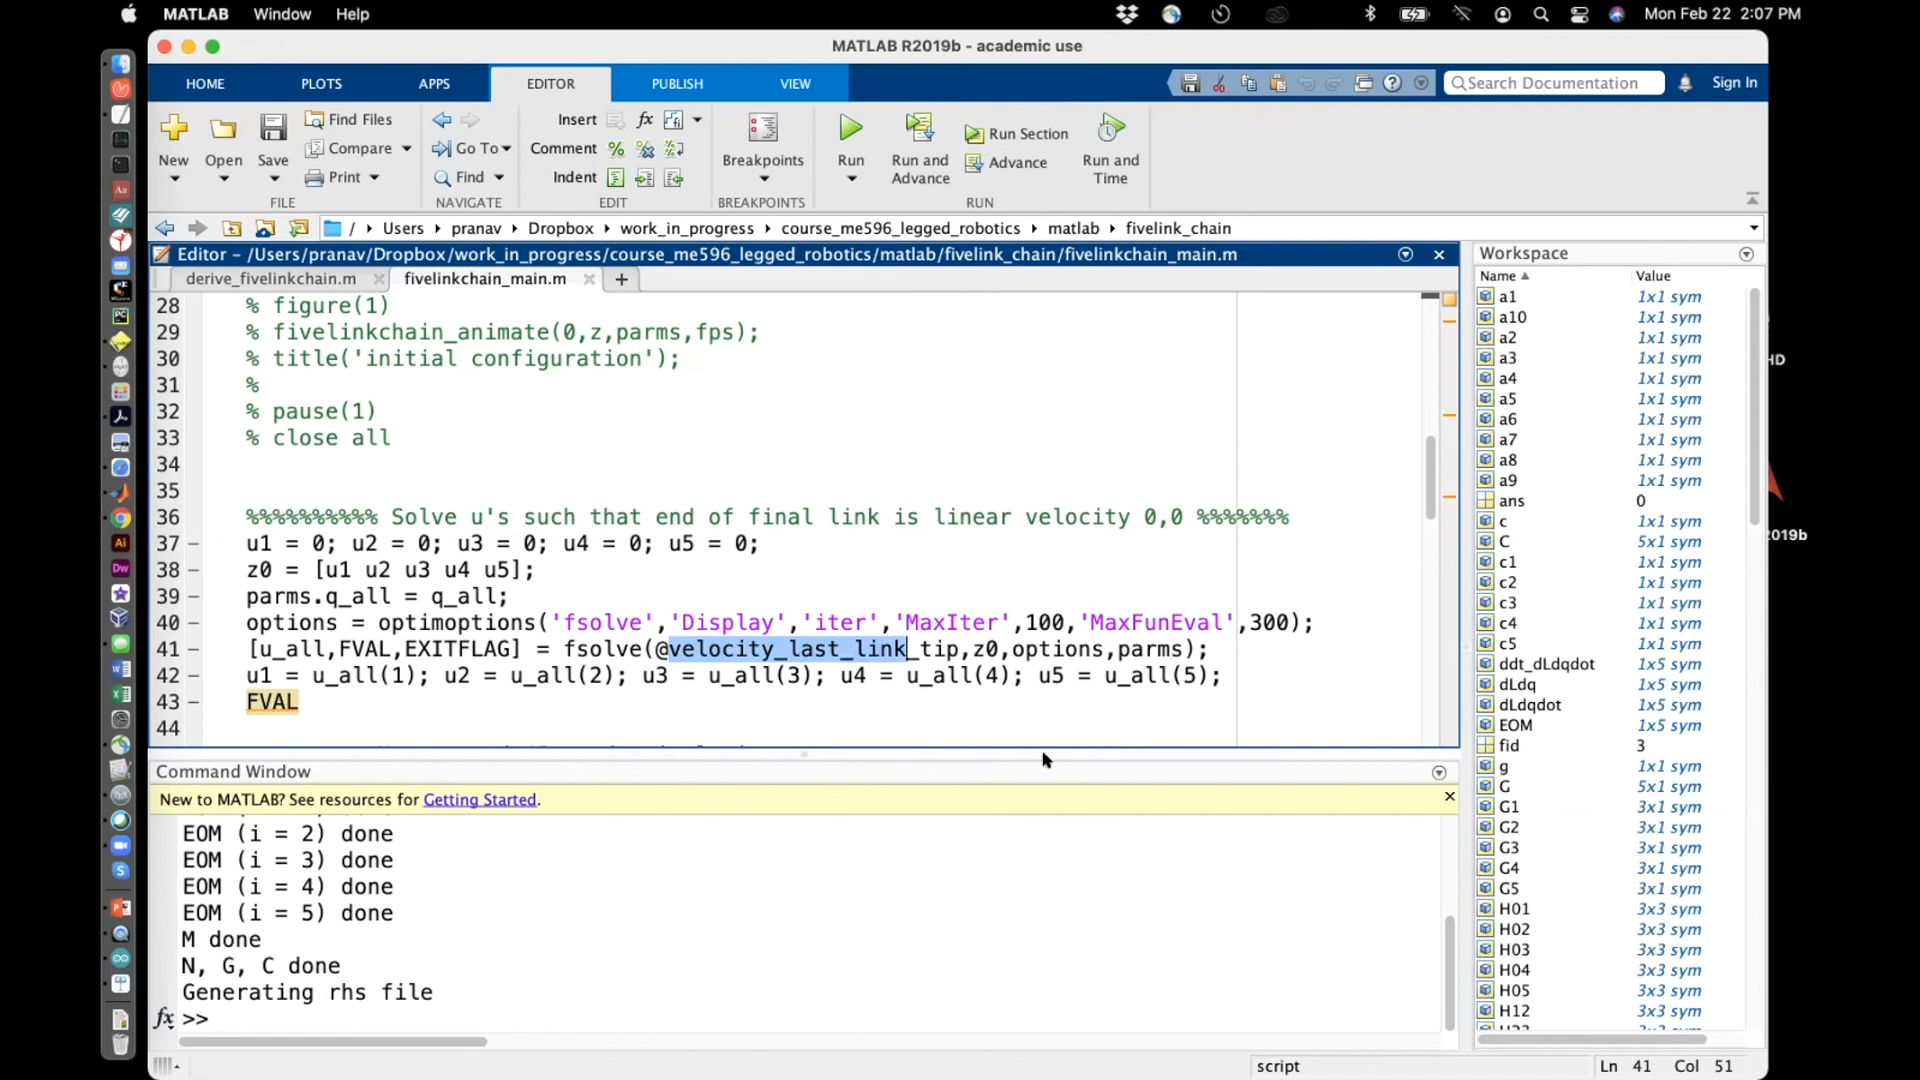 MATLAB Window Help
Mon Feb 22 2:07 PM
MATLAB R2019b - academic use
HOME PLOTS APPS EDITOR PUBLISH VIEW
Search Documentation
Sign In
New
Open
Save
Find Files
Compare
Print
FILE
Go To
Find
NAVIGATE
Insert
Comment
Indent
EDIT
Breakpoints
BREAKPOINTS
Run
Run and Advance
Run Section
Advance
Run and Time
RUN
/ Users pranav Dropbox work_in_progress course_me596_legged_robotics matlab fivelink_chain
Editor - /Users/pranav/Dropbox/work_in_progress/course_me596_legged_robotics/matlab/fivelink_chain/fivelinkchain_main.m
derive_fivelinkchain.m fivelinkchain_main.m
28 % figure(1)
29 % fivelinkchain_animate(0,z,parms,fps);
30 % title('initial configuration');
31 %
32 % pause(1)
33 % close all
34
35
36 %%%%%%%%%% Solve u's such that end of final link is linear velocity 0,0 %%%%%%%
37 – u1 = 0; u2 = 0; u3 = 0; u4 = 0; u5 = 0;
38 – z0 = [u1 u2 u3 u4 u5];
39 – parms.q_all = q_all;
40 – options = optimoptions('fsolve','Display','iter','MaxIter',100,'MaxFunEval',300);
41 – [u_all,FVAL,EXITFLAG] = fsolve(@velocity_last_link_tip,z0,options,parms);
42 – u1 = u_all(1); u2 = u_all(2); u3 = u_all(3); u4 = u_all(4); u5 = u_all(5);
43 – FVAL
44
Command Window
New to MATLAB? See resources for Getting Started.
EOM (i = 2) done
EOM (i = 3) done
EOM (i = 4) done
EOM (i = 5) done
M done
N, G, C done
Generating rhs file
fx >>
Workspace
Name Value
a1 1x1 sym
a10 1x1 sym
a2 1x1 sym
a3 1x1 sym
a4 1x1 sym
a5 1x1 sym
a6 1x1 sym
a7 1x1 sym
a8 1x1 sym
a9 1x1 sym
ans 0
c 1x1 sym
C 5x1 sym
c1 1x1 sym
c2 1x1 sym
c3 1x1 sym
c4 1x1 sym
c5 1x1 sym
ddt_dLdqdot 1x5 sym
dLdq 1x5 sym
dLdqdot 1x5 sym
EOM 1x5 sym
fid 3
g 1x1 sym
G 5x1 sym
G1 3x1 sym
G2 3x1 sym
G3 3x1 sym
G4 3x1 sym
G5 3x1 sym
H01 3x3 sym
H02 3x3 sym
H03 3x3 sym
H04 3x3 sym
H05 3x3 sym
H12 3x3 sym
script
Ln 41 Col 51
HD
2019b